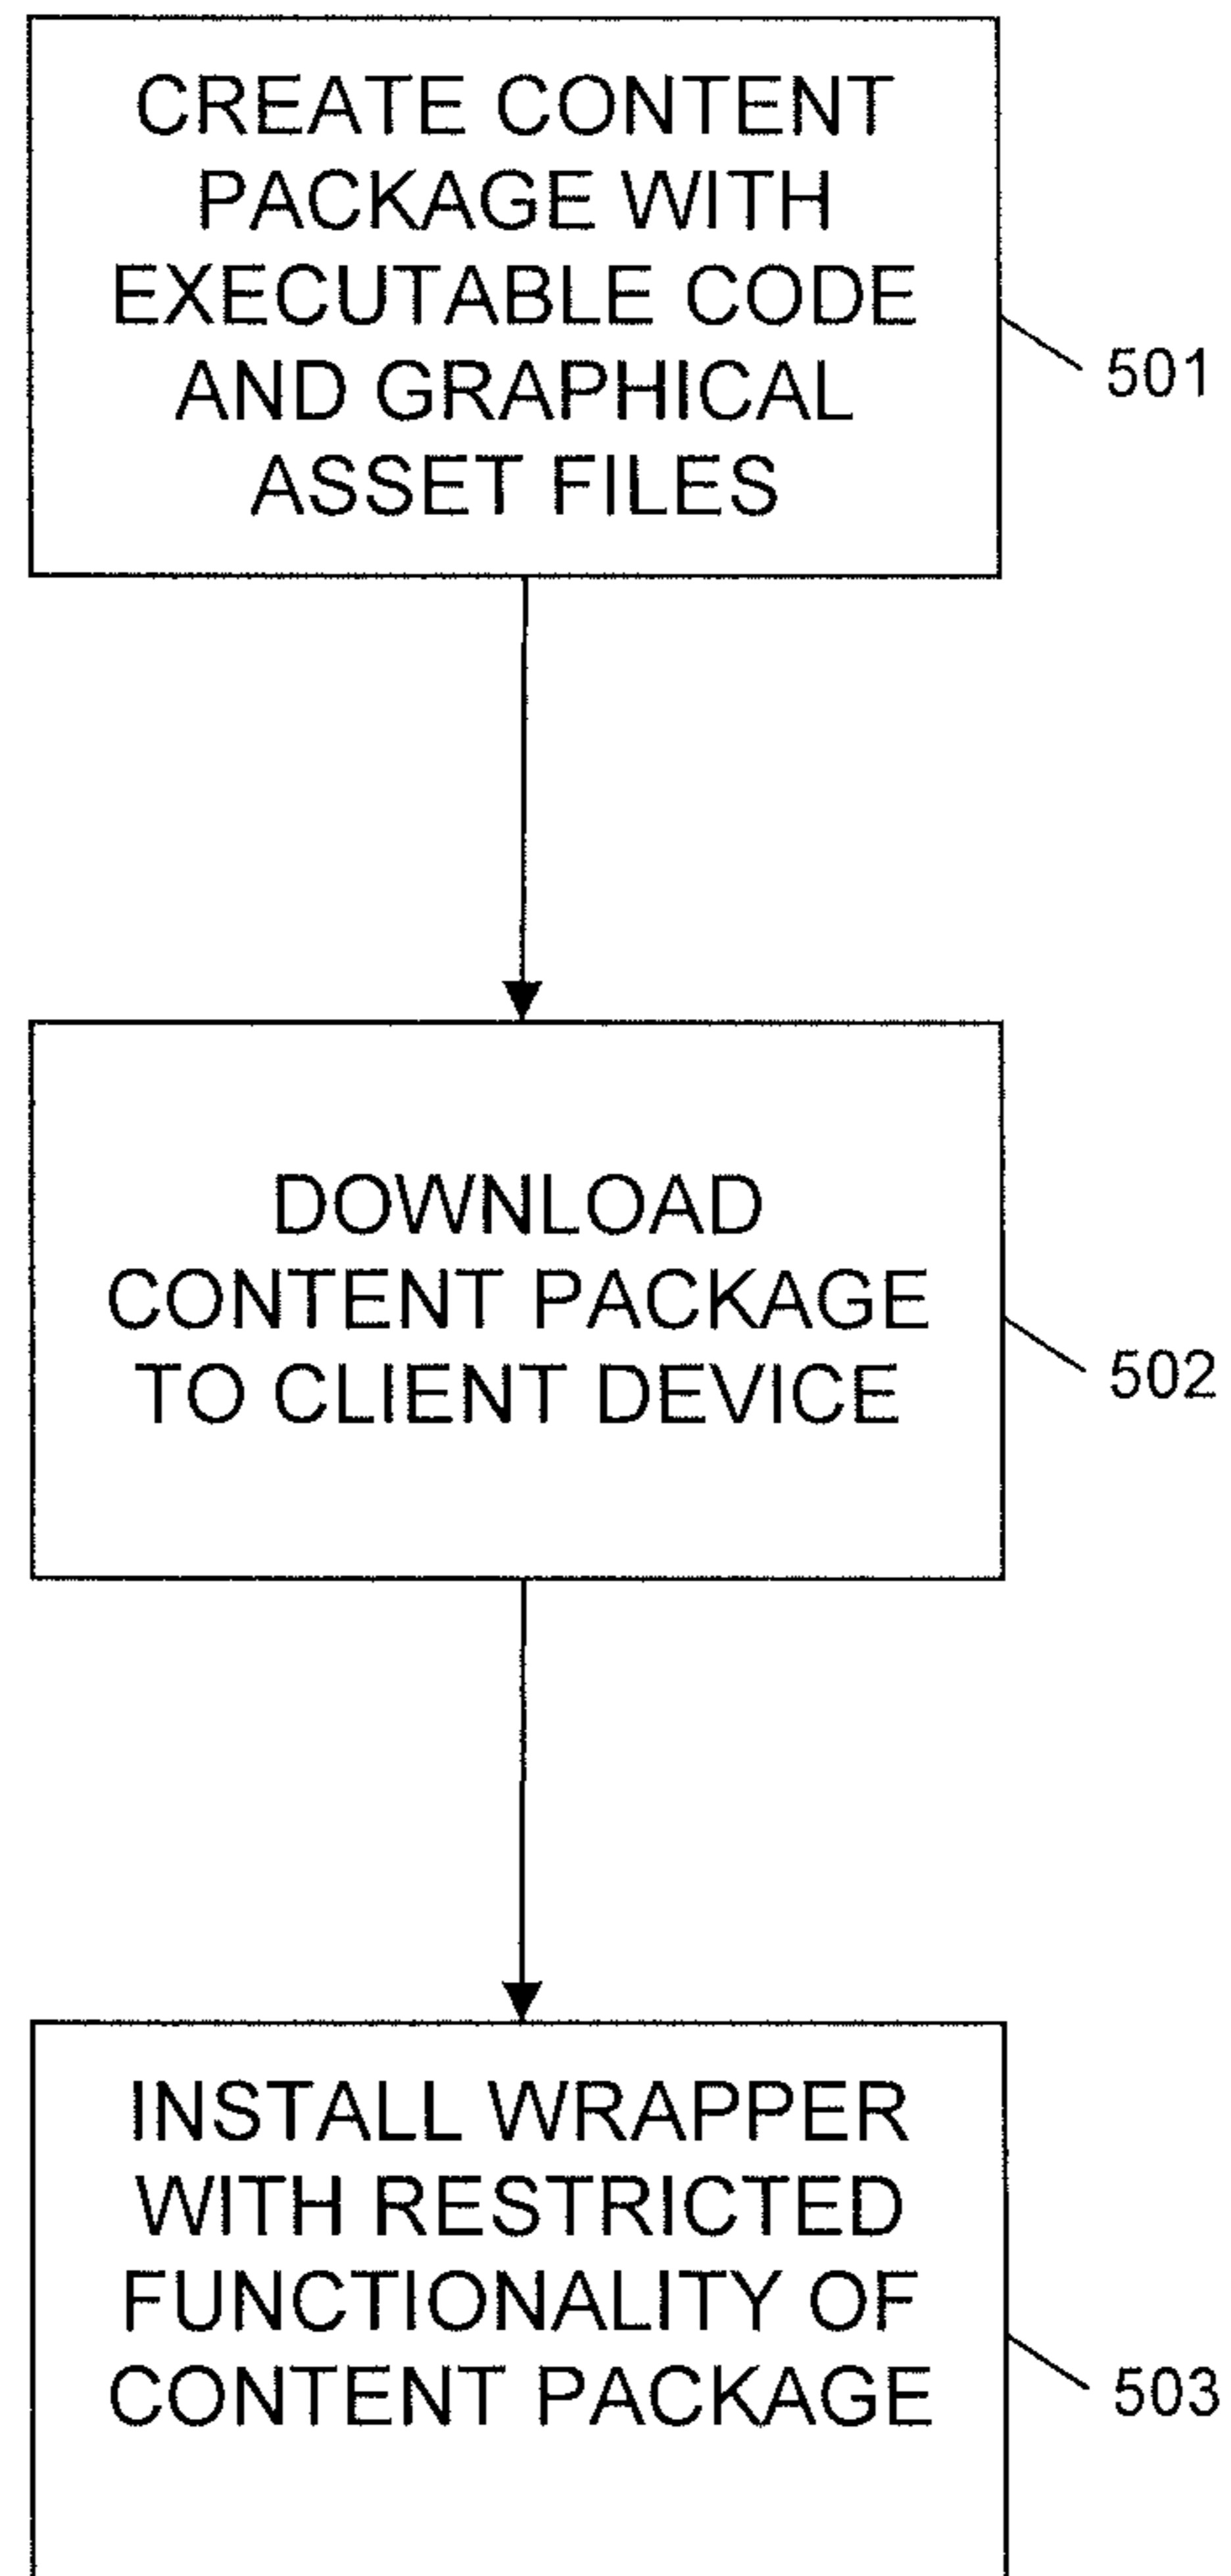 CREATE CONTENT
PACKAGE WITH
EXECUTABLE CODE
AND GRAPHICAL
ASSET FILES
501
DOWNLOAD
CONTENT PACKAGE
TO CLIENT DEVICE
502
INSTALL WRAPPER
WITH RESTRICTED
FUNCTIONALITY OF
CONTENT PACKAGE
503